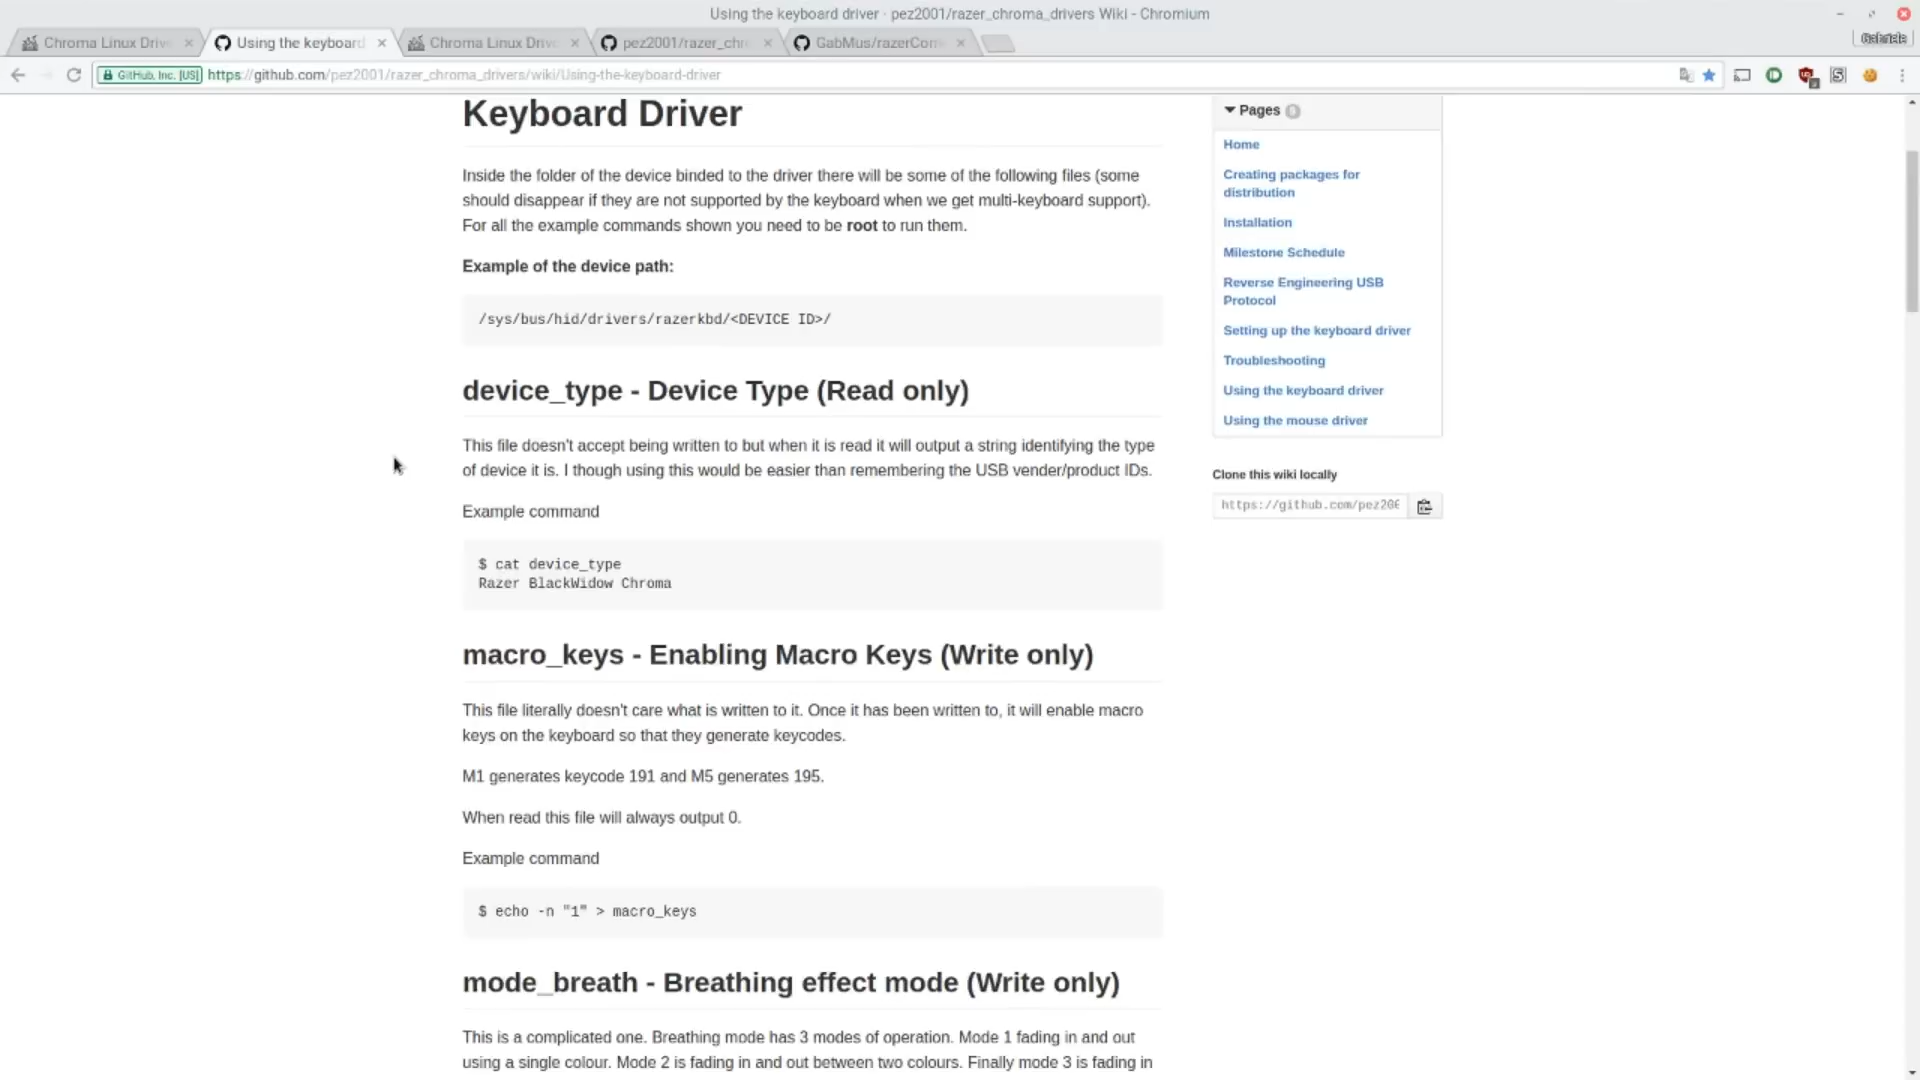 Using the keyboard driver · pez2001/razer_chroma_drivers Wiki - Chromium
Chroma Linux Driv
Using the keyboard
Chroma Linux Driv
pez2001/razer_chr
GabMus/razerCom
Gabriele
GitHub, Inc. [US]
https://github.com/pez2001/razer_chroma_drivers/wiki/Using-the-keyboard-driver
Keyboard Driver
Inside the folder of the device binded to the driver there will be some of the following files (some
should disappear if they are not supported by the keyboard when we get multi-keyboard support).
For all the example commands shown you need to be root to run them.
Example of the device path:
/sys/bus/hid/drivers/razerkbd/<DEVICE ID>/
device_type - Device Type (Read only)
This file doesn't accept being written to but when it is read it will output a string identifying the type
of device it is. I though using this would be easier than remembering the USB vender/product IDs.
Example command
$ cat device_type
Razer BlackWidow Chroma
macro_keys - Enabling Macro Keys (Write only)
This file literally doesn't care what is written to it. Once it has been written to, it will enable macro
keys on the keyboard so that they generate keycodes.
M1 generates keycode 191 and M5 generates 195.
When read this file will always output 0.
Example command
$ echo -n "1" > macro_keys
mode_breath - Breathing effect mode (Write only)
This is a complicated one. Breathing mode has 3 modes of operation. Mode 1 fading in and out
using a single colour. Mode 2 is fading in and out between two colours. Finally mode 3 is fading in
Pages
Home
Creating packages for
distribution
Installation
Milestone Schedule
Reverse Engineering USB
Protocol
Setting up the keyboard driver
Troubleshooting
Using the keyboard driver
Using the mouse driver
Clone this wiki locally
https://github.com/pez200